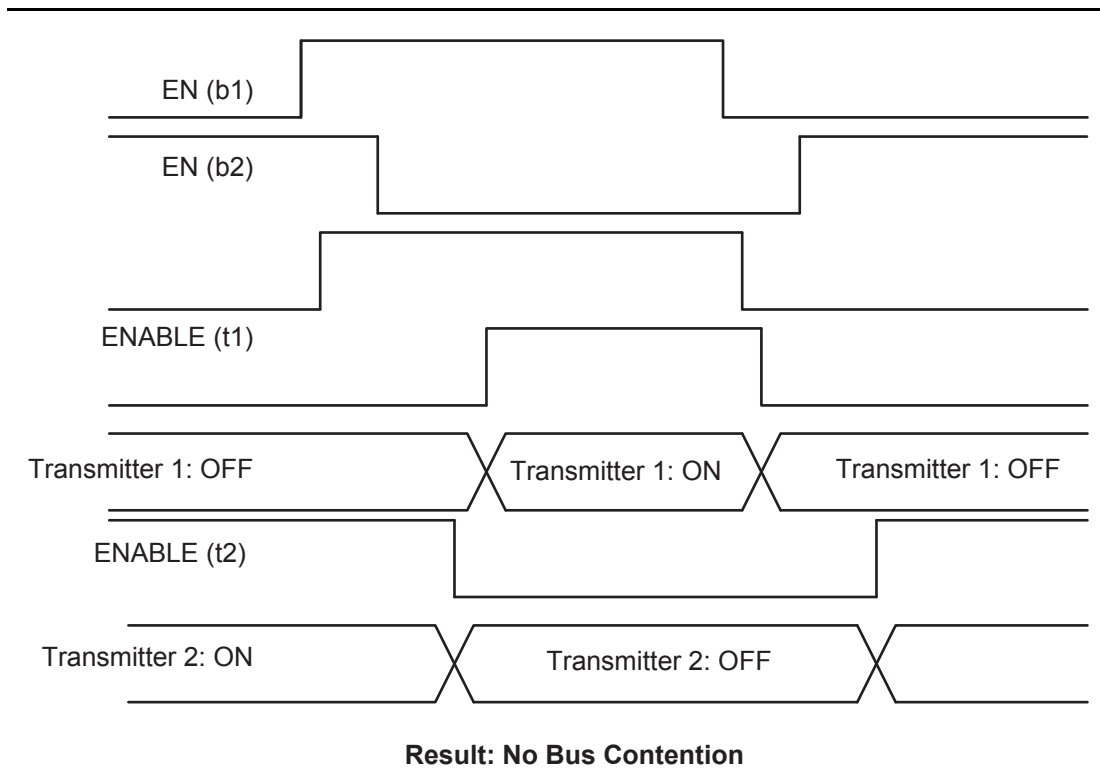 EN (b1)
EN (b2)
ENABLE (t1)
Transmitter 1: OFF
Transmitter 1: ON
Transmitter 1: OFF
ENABLE (t2)
Transmitter 2: ON
Transmitter 2: OFF
Result: No Bus Contention